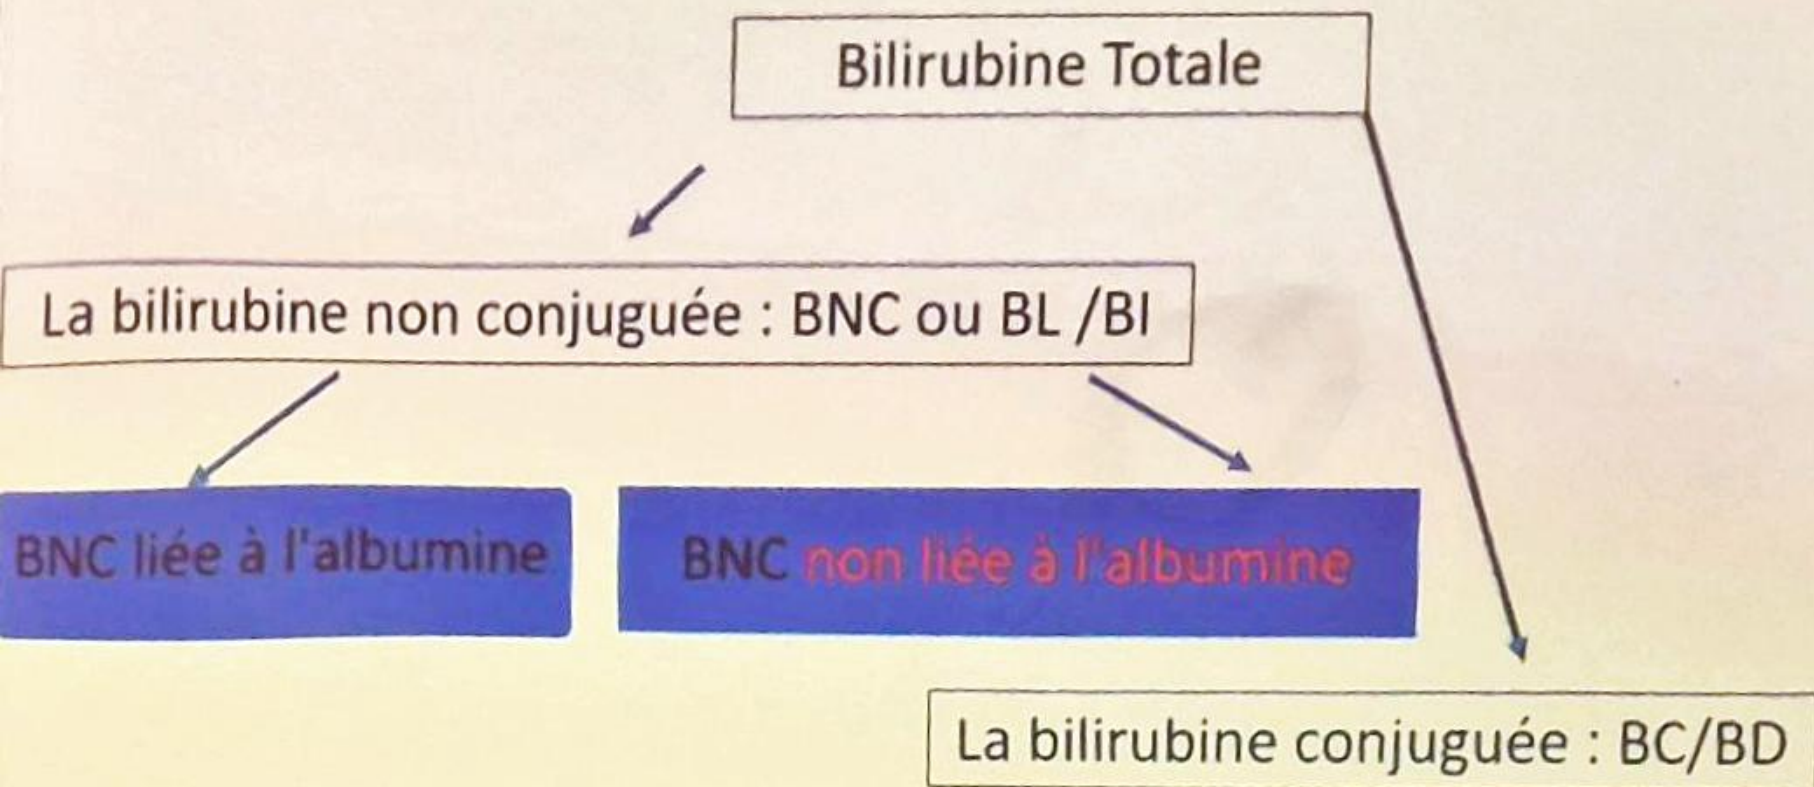 Bilirubine Totale
La bilirubine non conjuguée : BNC ou BL /BI
BNC liée à l'albumine
BNC non liée à l'albumine
La bilirubine conjuguée : BC/BD